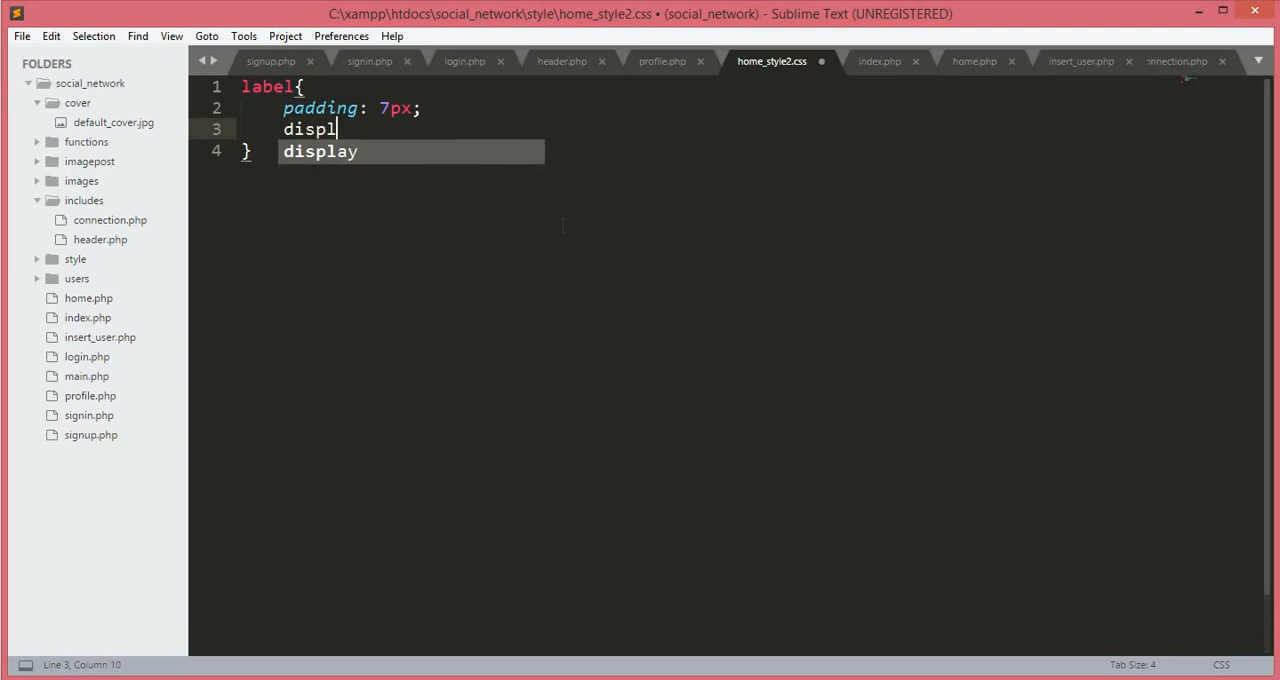 C:\xampp\htdocs\social_network\style\home_style2.css • (social_network) - Sublime Text (UNREGISTERED)
File Edit Selection Find View Goto Tools Project Preferences Help
FOLDERS
social_network
cover
default_cover.jpg
functions
imagepost
images
includes
connection.php
header.php
style
users
home.php
index.php
insert_user.php
login.php
main.php
profile.php
signin.php
signup.php
signup.php signin.php login.php header.php profile.php home_style2.css index.php home.php insert_user.php onnection.php
1 label{
2 padding: 7px;
3 displ
4 }
display
Line 3, Column 10
Tab Size: 4
CSS